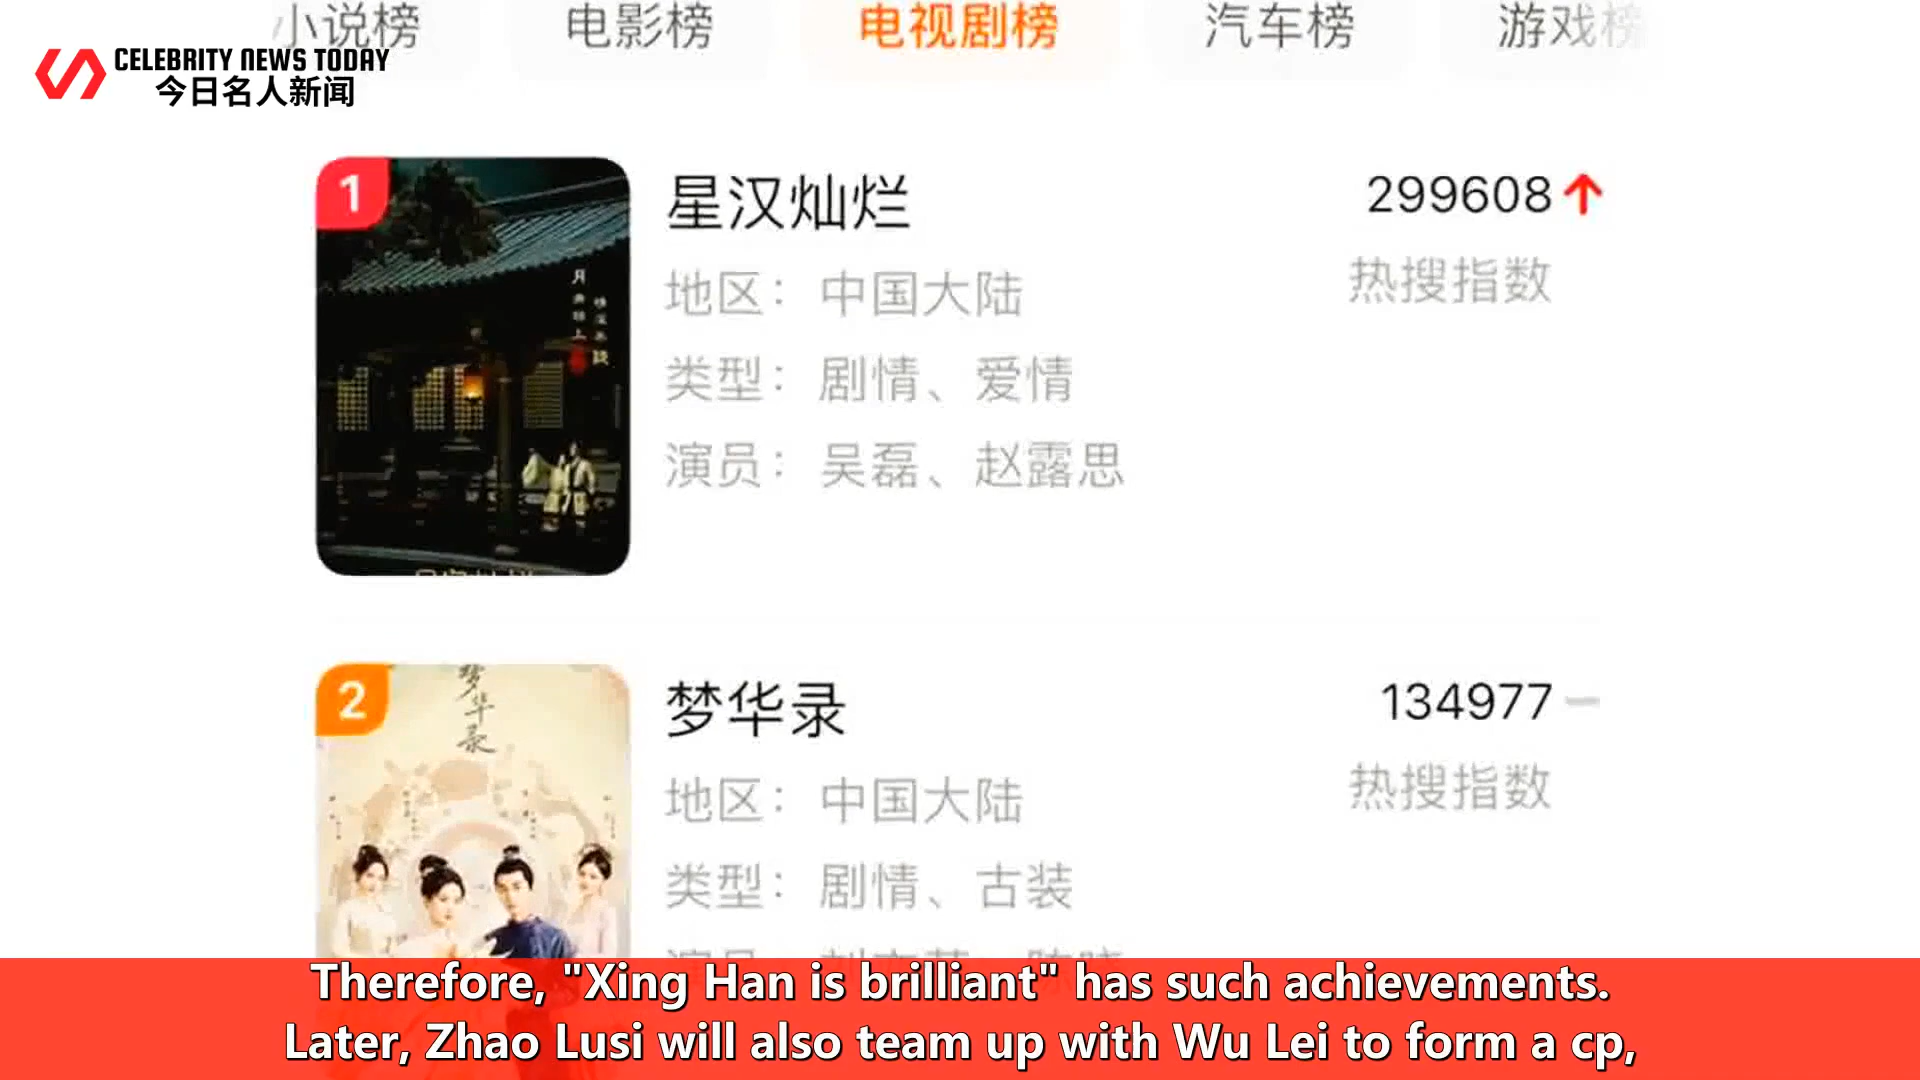 小说榜
电影榜
电视剧榜
汽车榜
游戏榜
CELEBRITY NEWS TODAY
今日名人新闻
1
星汉灿烂
299608
热搜指数
地区：中国大陆
类型：剧情、爱情
演员：吴磊、赵露思
2
梦华录
梦华录
134977
热搜指数
地区：中国大陆
类型：剧情、古装
Therefore, "Xing Han is brilliant" has such achievements.
Later, Zhao Lusi will also team up with Wu Lei to form a cp,